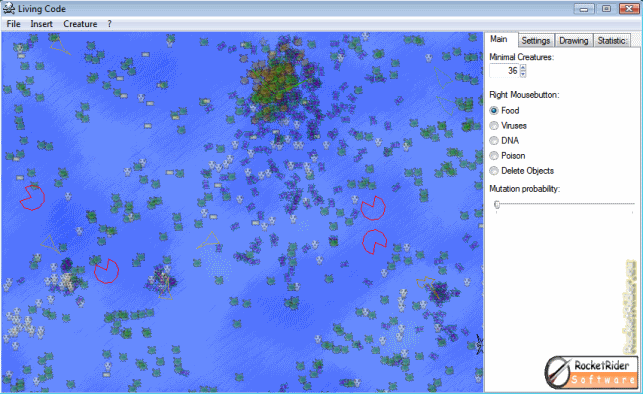 Living Code
File Insert Creature ?
Main Settings Drawing Statistic:
Minimal Creatures:
36
Right Mousebutton:
Food
Viruses
DNA
Poison
Delete Objects
Mutation probability:
RocketRider
Software